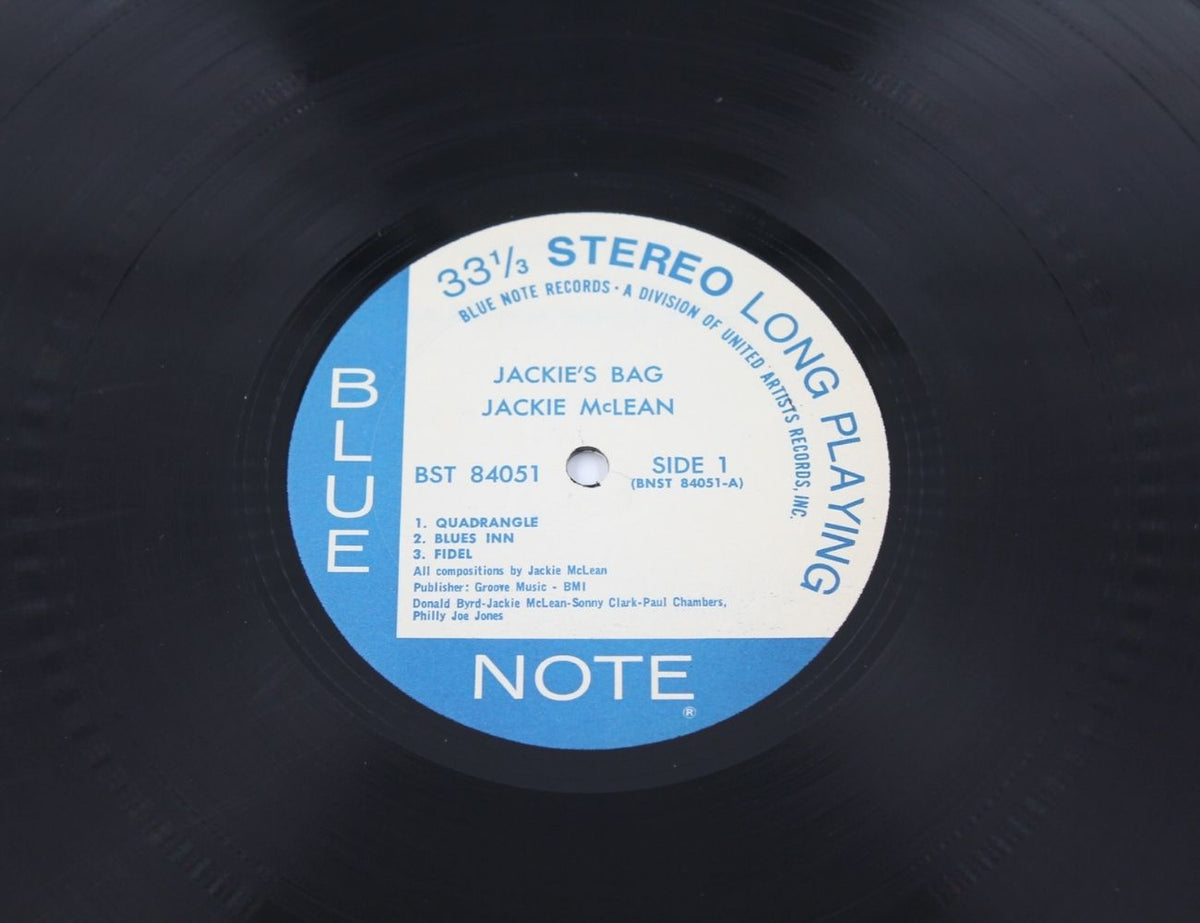 33⅓ STEREO LONG PLAYING
BLUE NOTE RECORDS · A DIVISION OF UNITED ARTISTS RECORDS, INC.
JACKIE'S BAG
JACKIE McLEAN
BST 84051
SIDE 1
(BNST 84051-A)
1. QUADRANGLE
2. BLUES INN
3. FIDEL
All compositions by Jackie McLean
Publisher: Groove Music - BMI
Donald Byrd-Jackie McLean-Sonny Clark-Paul Chambers,
Philly Joe Jones
BLUE
NOTE
®